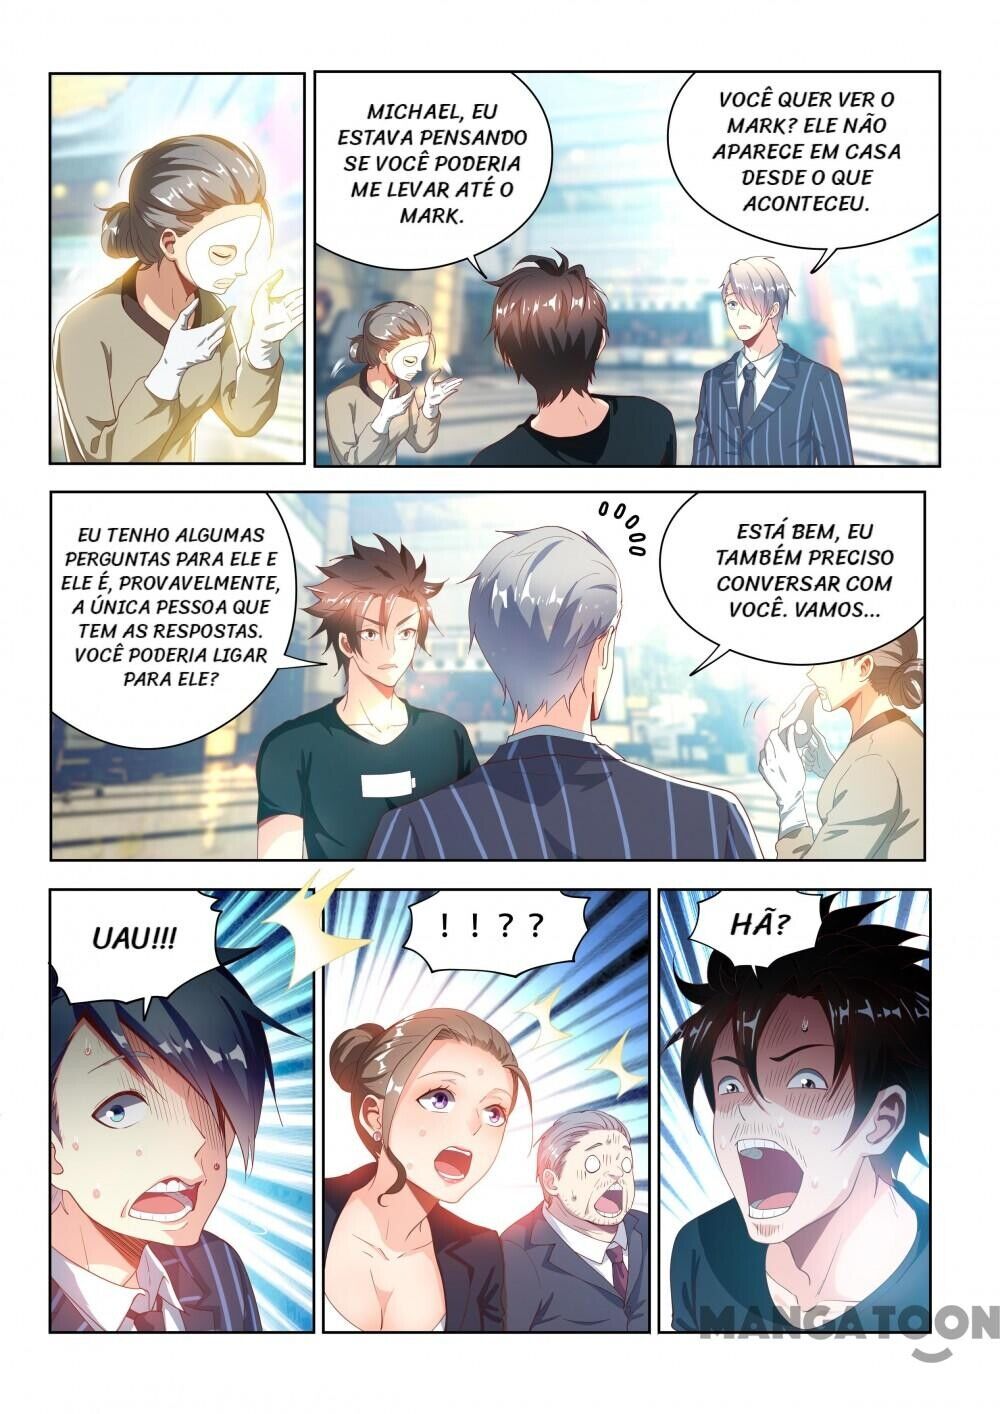 MICHAEL, EU
ESTAVA PENSANDO
SE VOCÊ PODERIA
ME LEVAR ATÉ O
MARK.
VOCÊ QUER VER O
MARK? ELE NÃO
APARECE EM CASA
DESDE O QUE
ACONTECEU.
EU TENHO ALGUMAS
PERGUNTAS PARA ELE E
ELE É, PROVAVELMENTE,
A ÚNICA PESSOA QUE
TEM AS RESPOSTAS.
VOCÊ PODERIA LIGAR
PARA ELE?
ESTÁ BEM, EU
TAMBÉM PRECISO
CONVERSAR COM
VOCÊ. VAMOS...
UAU!!!
!!??
HÃ?
MANGATOON